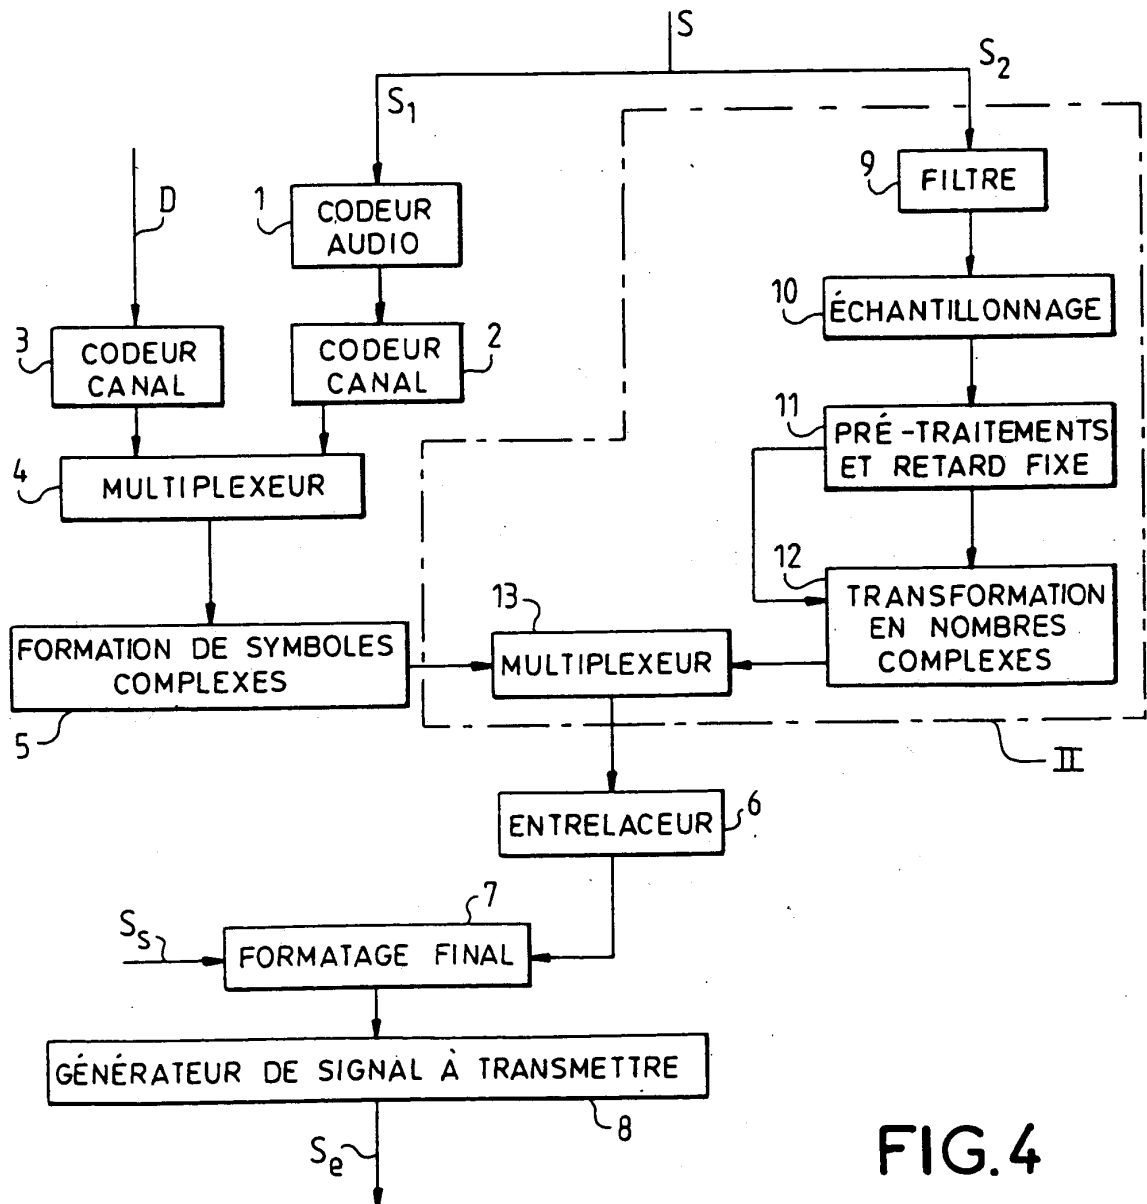 S
S2
S1
9
FILTRE
D
1
CODEUR
AUDIO
10
ÉCHANTILLONNAGE
3
CODEUR
CANAL
CODEUR
CANAL
2
11
PRÉ-TRAITEMENTS
ET RETARD FIXE
4
MULTIPLEXEUR
12
TRANSFORMATION
EN NOMBRES
COMPLEXES
13
MULTIPLEXEUR
FORMATION DE SYMBOLES
COMPLEXES
5
II
ENTRELACEUR
6
Ss
7
FORMATAGE FINAL
GÉNÉRATEUR DE SIGNAL À TRANSMETTRE
8
Se
FIG.4